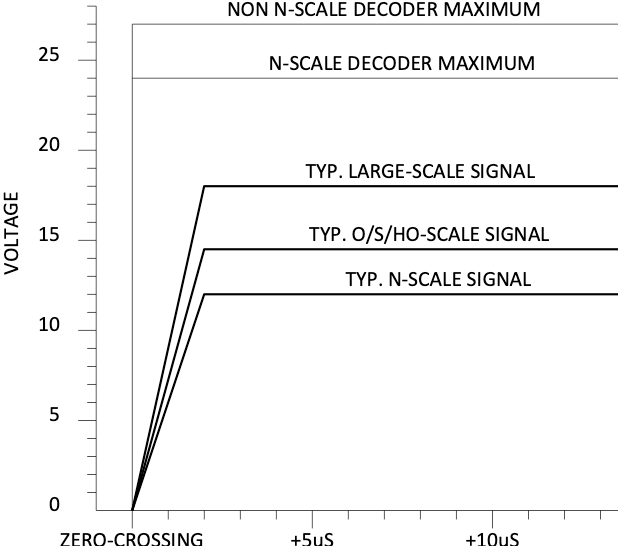 NON N-SCALE DECODER MAXIMUM
25
N-SCALE DECODER MAXIMUM
20
TYP. LARGE-SCALE SIGNAL
VOLTAGE
15
TYP. O/S/HO-SCALE SIGNAL
TYP. N-SCALE SIGNAL
10
5
0
ZERO-CROSSING +5uS +10uS